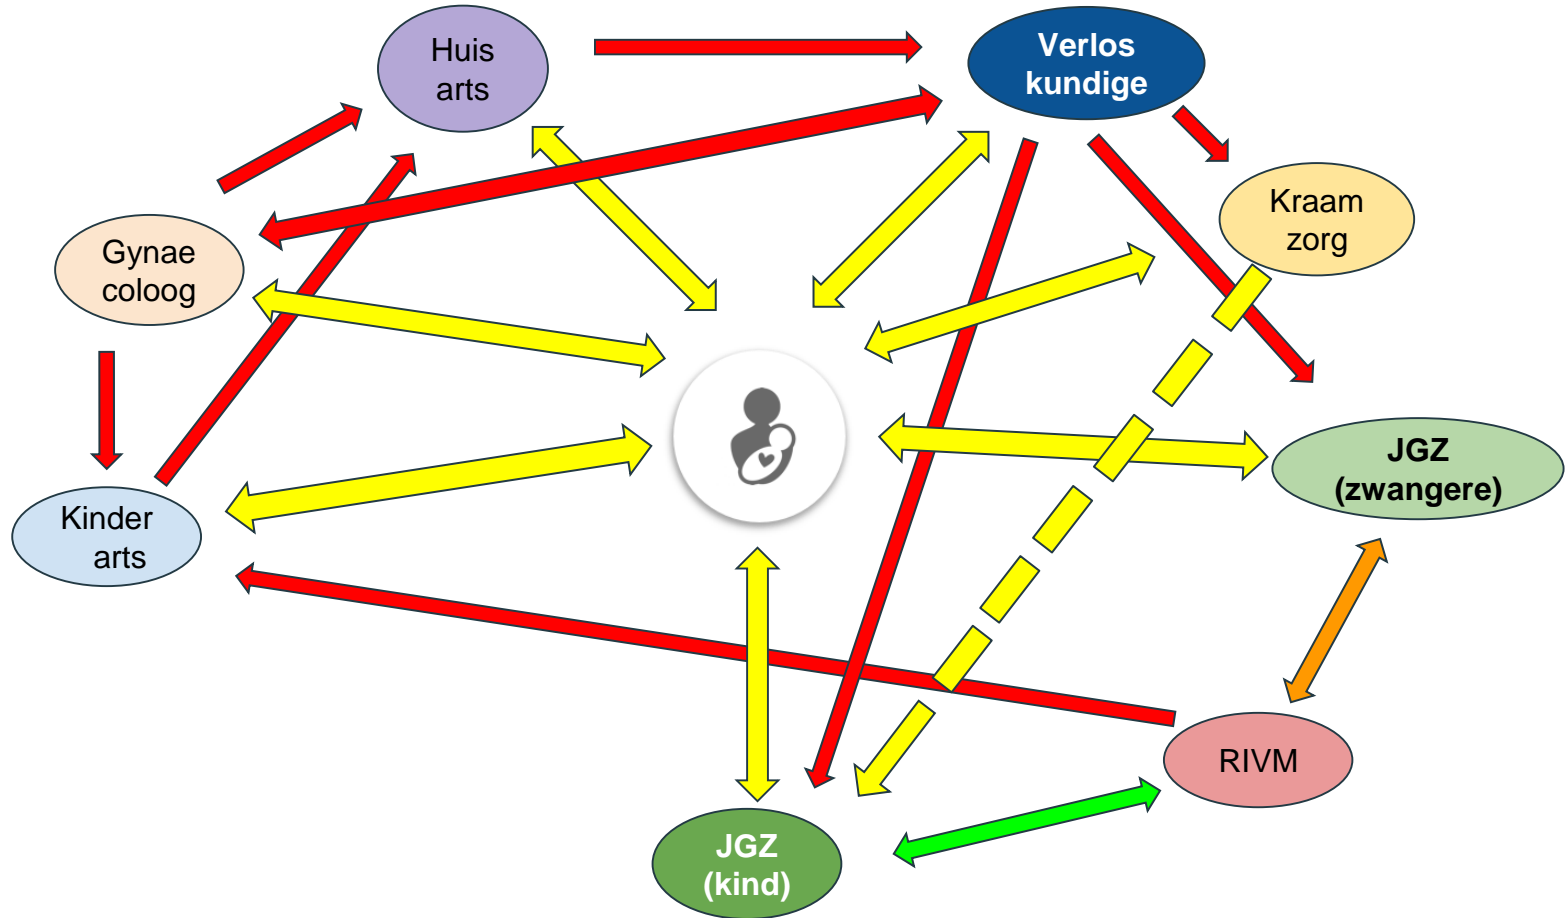 Huis
arts
Verlos
kundige
Kraam
zorg
Gynae
coloog
JGZ
(zwangere)
Kinder
arts
RIVM
JGZ
(kind)